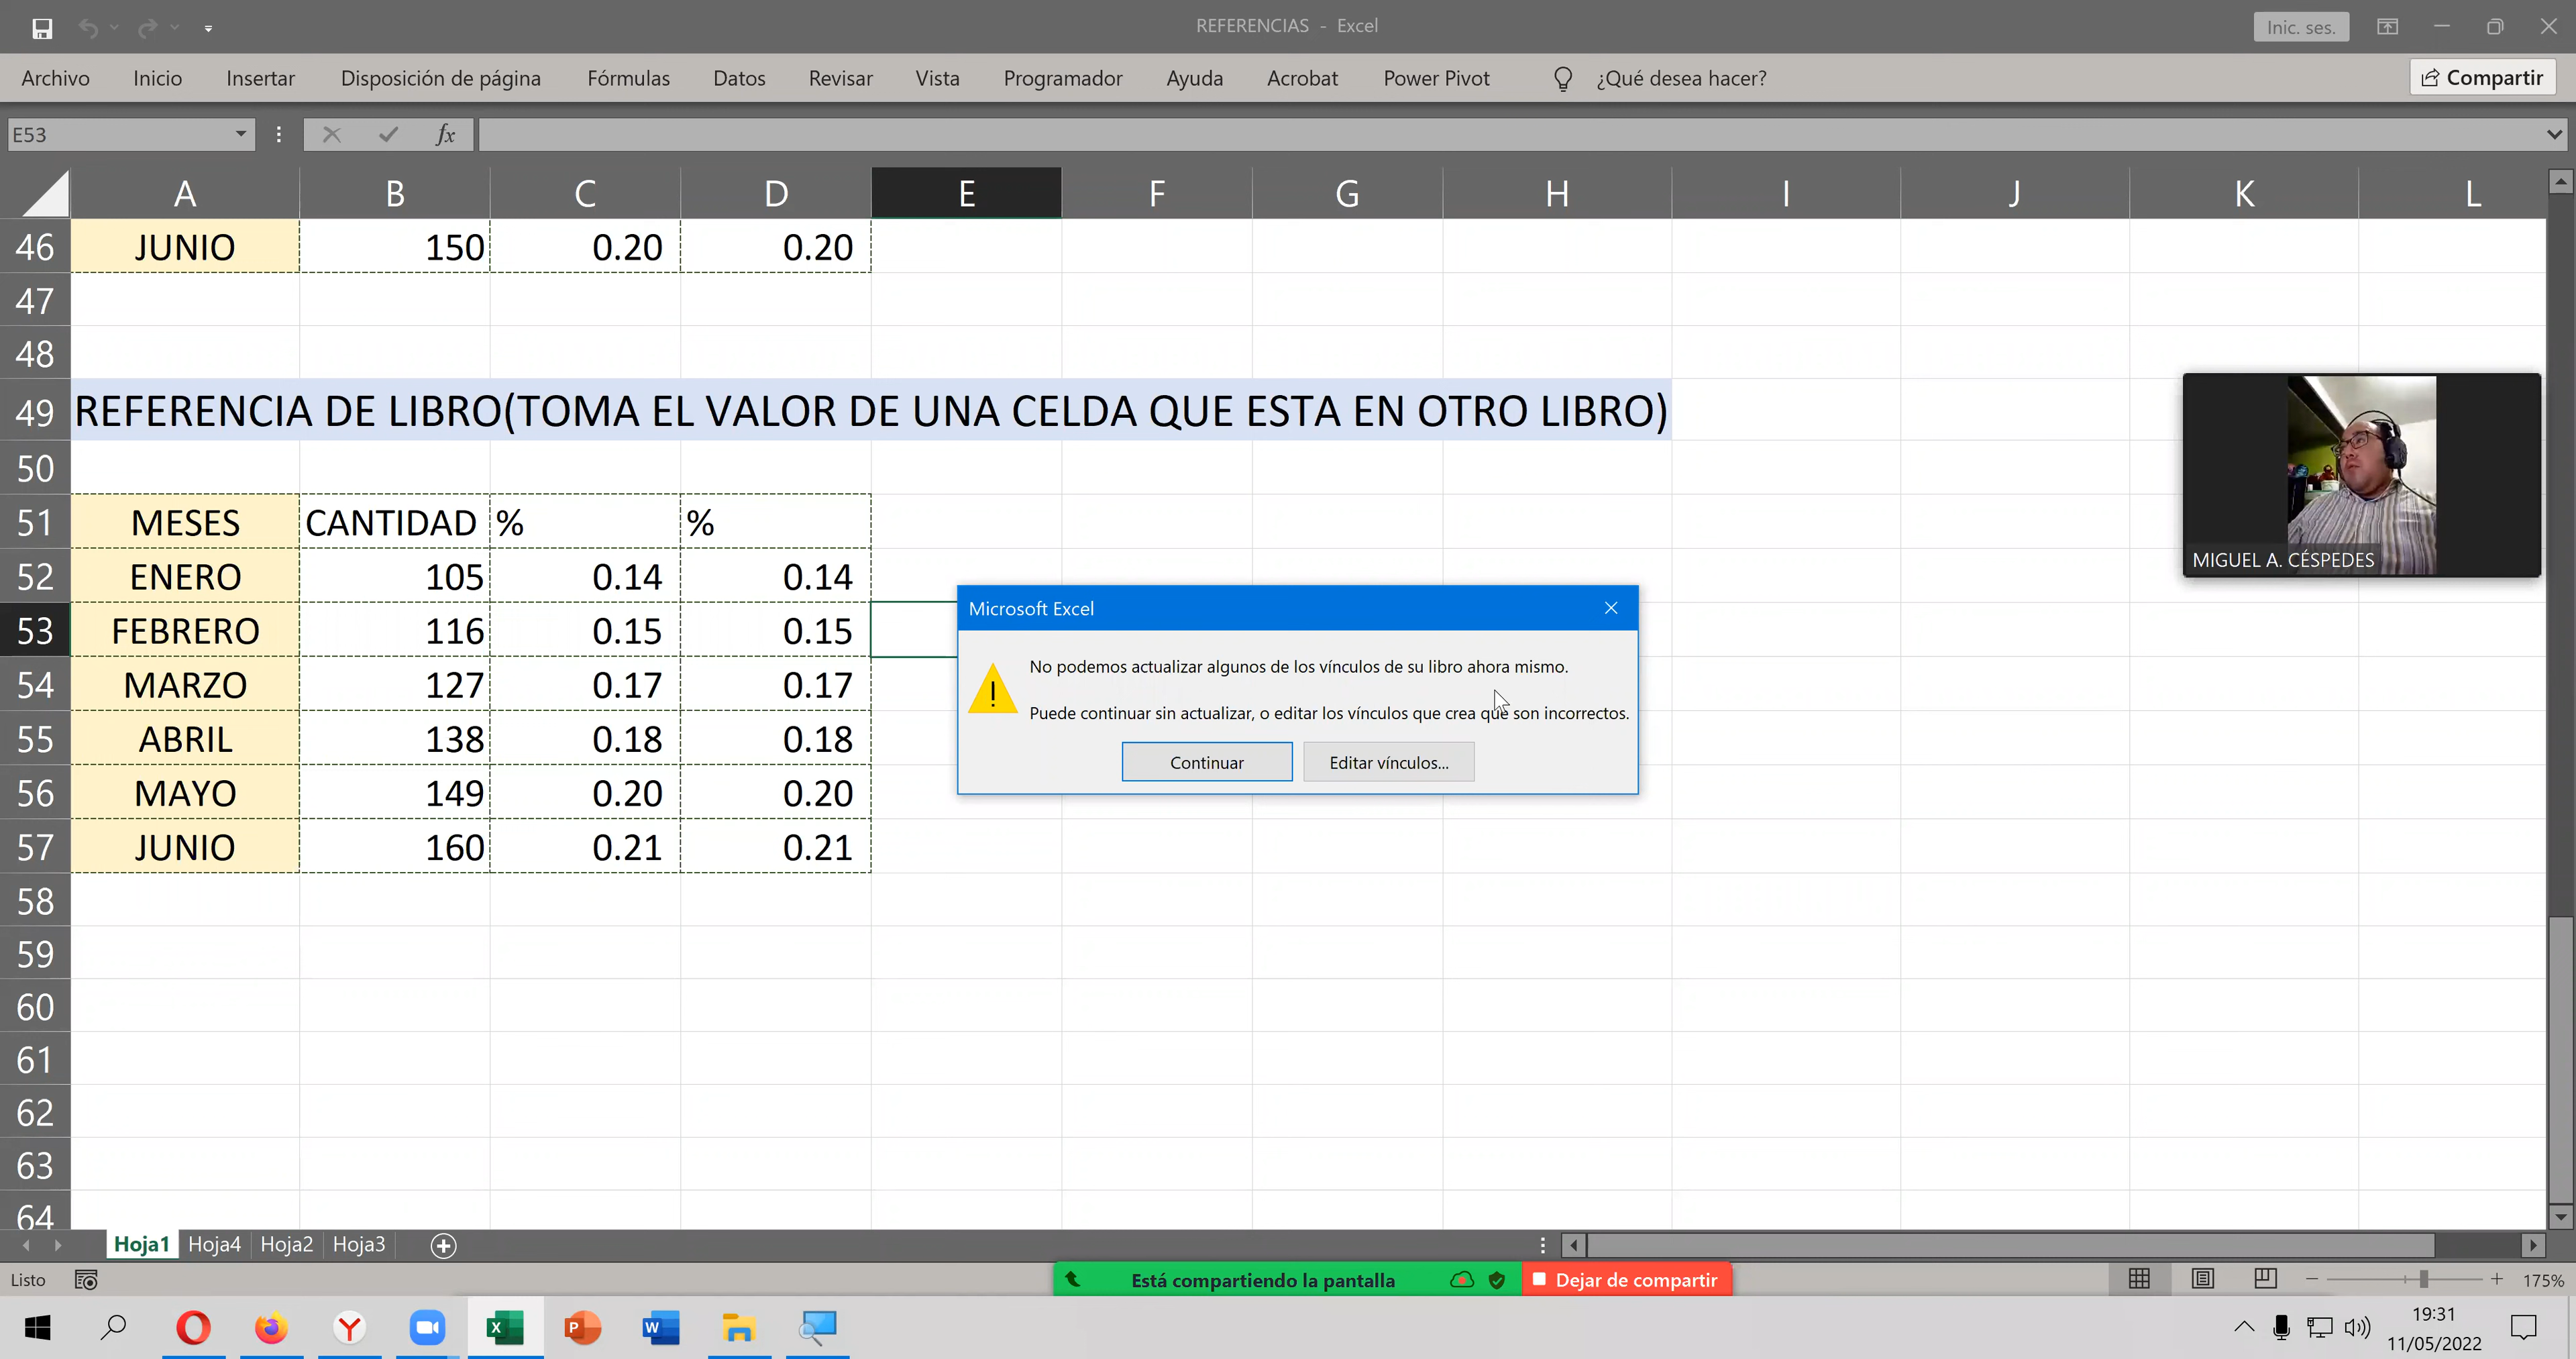 REFERENCIAS - Excel
Inic. ses.
Archivo Inicio Insertar Disposición de página Fórmulas Datos Revisar Vista Programador Ayuda Acrobat Power Pivot ¿Qué desea hacer? Compartir
E53 fx
A B C D E F G H I J K L
46 JUNIO 150 0.20 0.20
47
48
49 REFERENCIA DE LIBRO(TOMA EL VALOR DE UNA CELDA QUE ESTA EN OTRO LIBRO)
50
51 MESES CANTIDAD % %
52 ENERO 105 0.14 0.14
53 FEBRERO 116 0.15 0.15
54 MARZO 127 0.17 0.17
55 ABRIL 138 0.18 0.18
56 MAYO 149 0.20 0.20
57 JUNIO 160 0.21 0.21
58
59
60
61
62
63
64
MIGUEL A. CÉSPEDES
Microsoft Excel
No podemos actualizar algunos de los vínculos de su libro ahora mismo.
Puede continuar sin actualizar, o editar los vínculos que crea que son incorrectos.
Continuar Editar vínculos...
Hoja1 Hoja4 Hoja2 Hoja3
Listo
Está compartiendo la pantalla Dejar de compartir
175%
19:31
11/05/2022